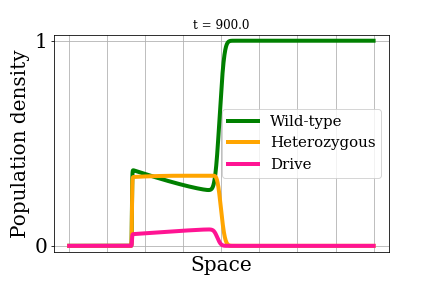 t = 900.0
1
Population density
Wild-type
Heterozygous
Drive
0
Space